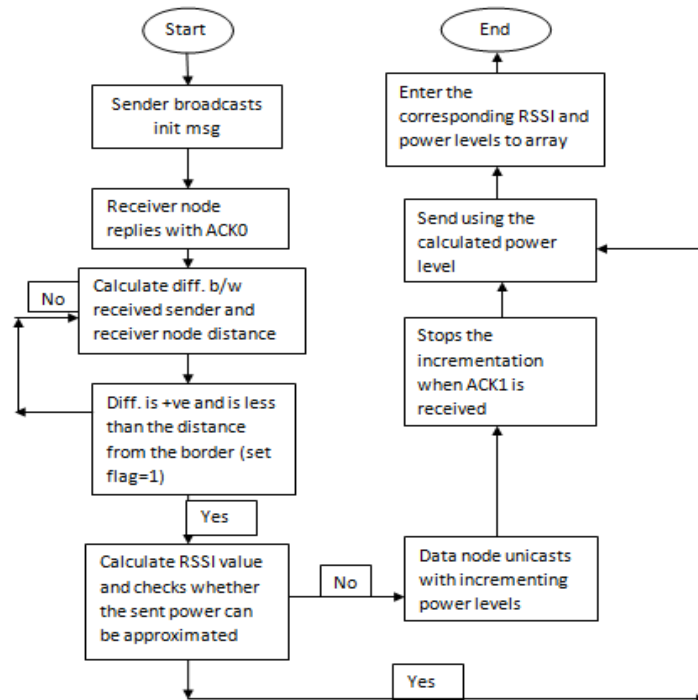 Start
Sender broadcasts
init msg
Receiver node
replies with ACK0
No
Calculate diff. b/w
received sender and
receiver node distance
Diff. is +ve and is less
than the distance
from the border (set
flag=1)
Yes
Calculate RSSI value
and checks whether
the sent power can
be approximated
No
Yes
Data node unicasts
with incrementing
power levels
Stops the
incrementation
when ACK1 is
received
Send using the
calculated power
level
Enter the
corresponding RSSI and
power levels to array
End